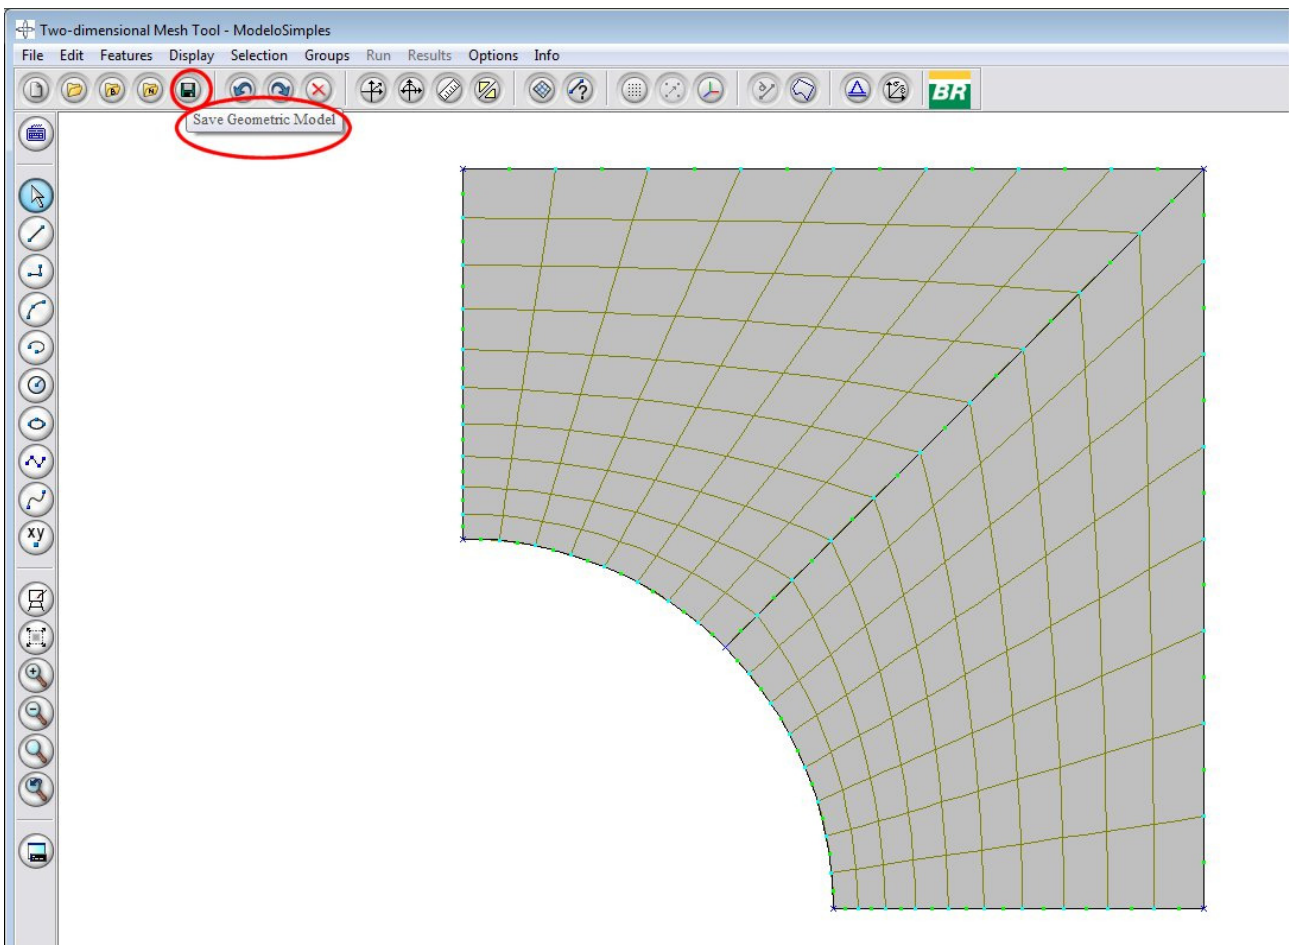 Two-dimensional Mesh Tool - ModeloSimples
File Edit Features Display Selection Groups Run Results Options Info
BR
Save Geometric Model
xy